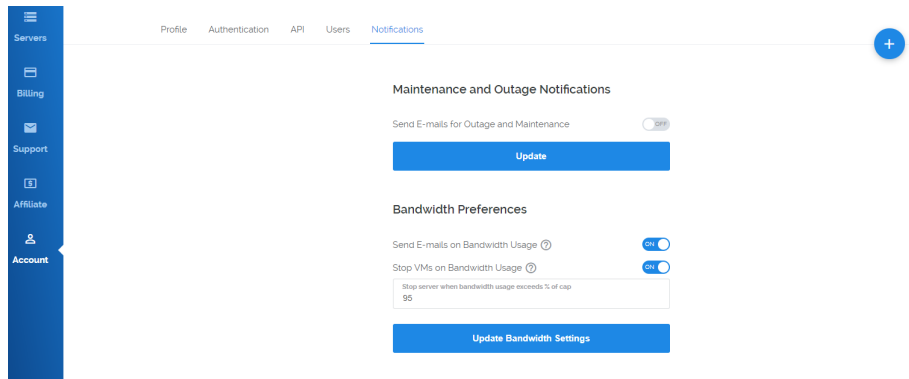 Servers
Billing
Support
Affiliate
Account
Profile Authentication API Users Notifications
+
Maintenance and Outage Notifications
Send E-mails for Outage and Maintenance OFF
Update
Bandwidth Preferences
Send E-mails on Bandwidth Usage ? ON
Stop VMs on Bandwidth Usage ? ON
Stop server when bandwidth usage exceeds % of cap
95
Update Bandwidth Settings